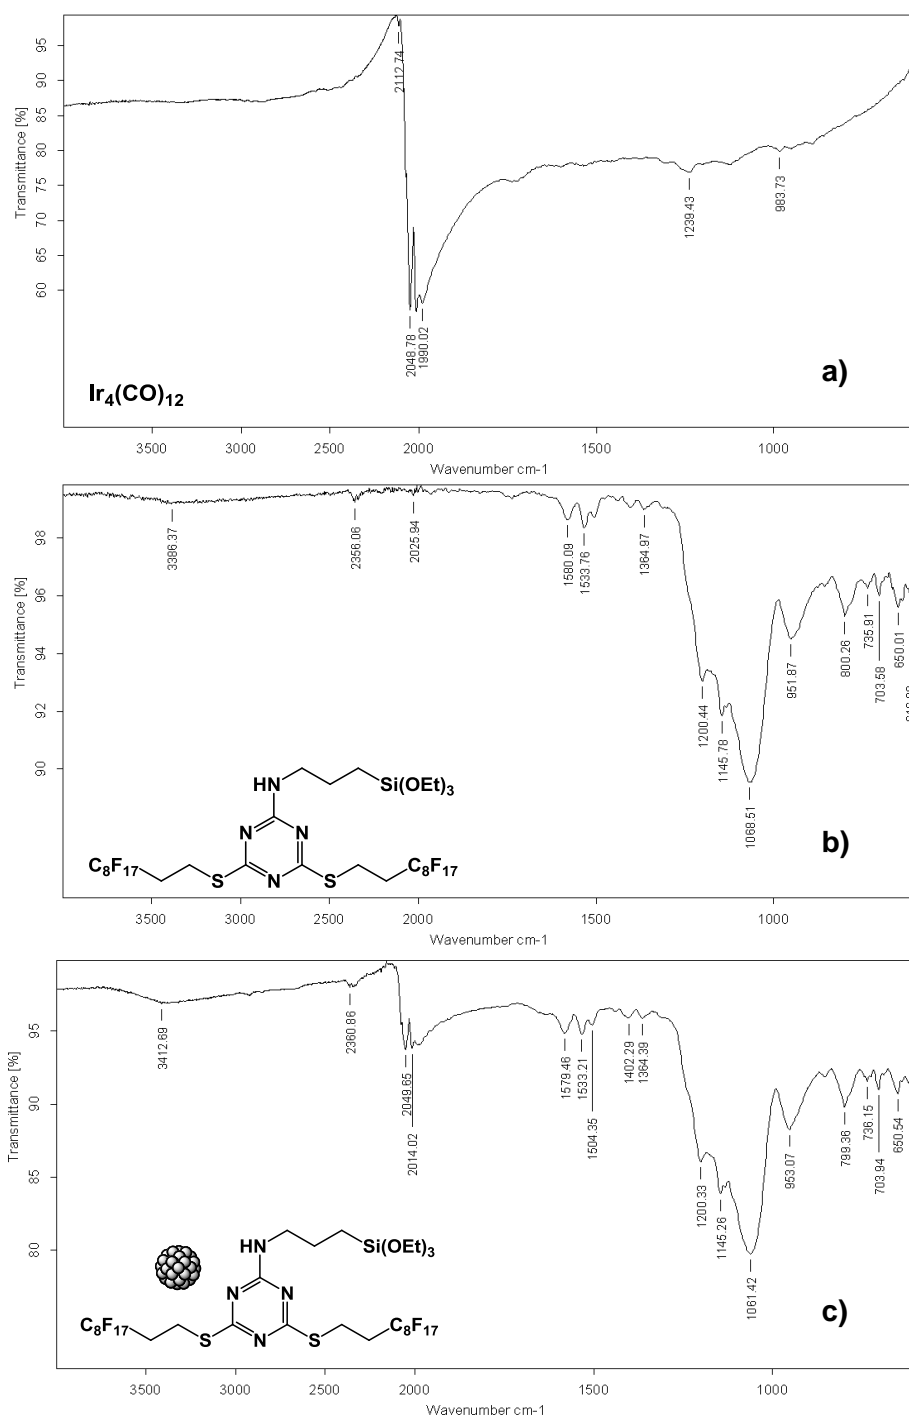 Transmittance [%]
95
90
85
80
75
70
65
60
2112.74
2048.78
1990.02
1239.43
983.73
a)
Ir4(CO)12
3500 3000 2500 2000 1500 1000
Wavenumber cm-1
Transmittance [%]
98
96
94
92
90
3386.37
2356.06
2025.94
1580.09
1533.76
1364.97
1200.44
1145.78
1068.51
951.87
800.26
735.91
703.58
650.01
HN
Si(OEt)3
N N
C8F17 S N S C8F17
b)
3500 3000 2500 2000 1500 1000
Wavenumber cm-1
Transmittance [%]
95
90
85
80
3412.69
2360.86
2049.65
2014.02
1579.46
1533.21
1504.35
1402.29
1364.39
1200.33
1145.26
1061.42
953.07
799.36
736.15
703.94
650.54
HN
Si(OEt)3
N N
C8F17 S N S C8F17
c)
3500 3000 2500 2000 1500 1000
Wavenumber cm-1